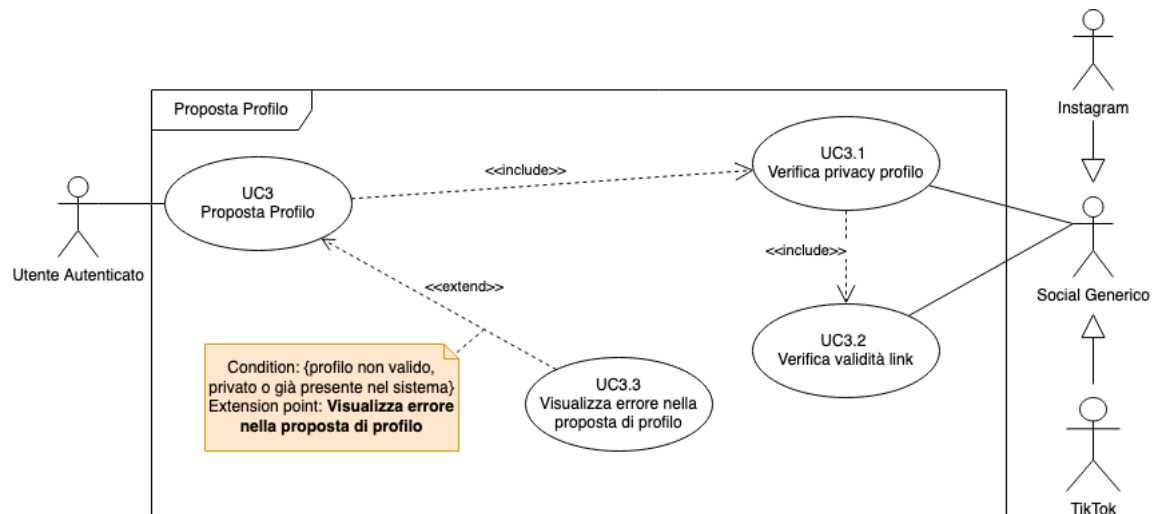 Instagram
Proposta Profilo
UC3.1
Verifica privacy profilo
<<include>>
UC3
Proposta Profilo
Utente Autenticato
<<include>>
Social Generico
<<extend>>
UC3.2
Verifica validità link
Condition: {profilo non valido,
privato o già presente nel sistema}
Extension point: Visualizza errore
nella proposta di profilo
UC3.3
Visualizza errore nella
proposta di profilo
TikTok